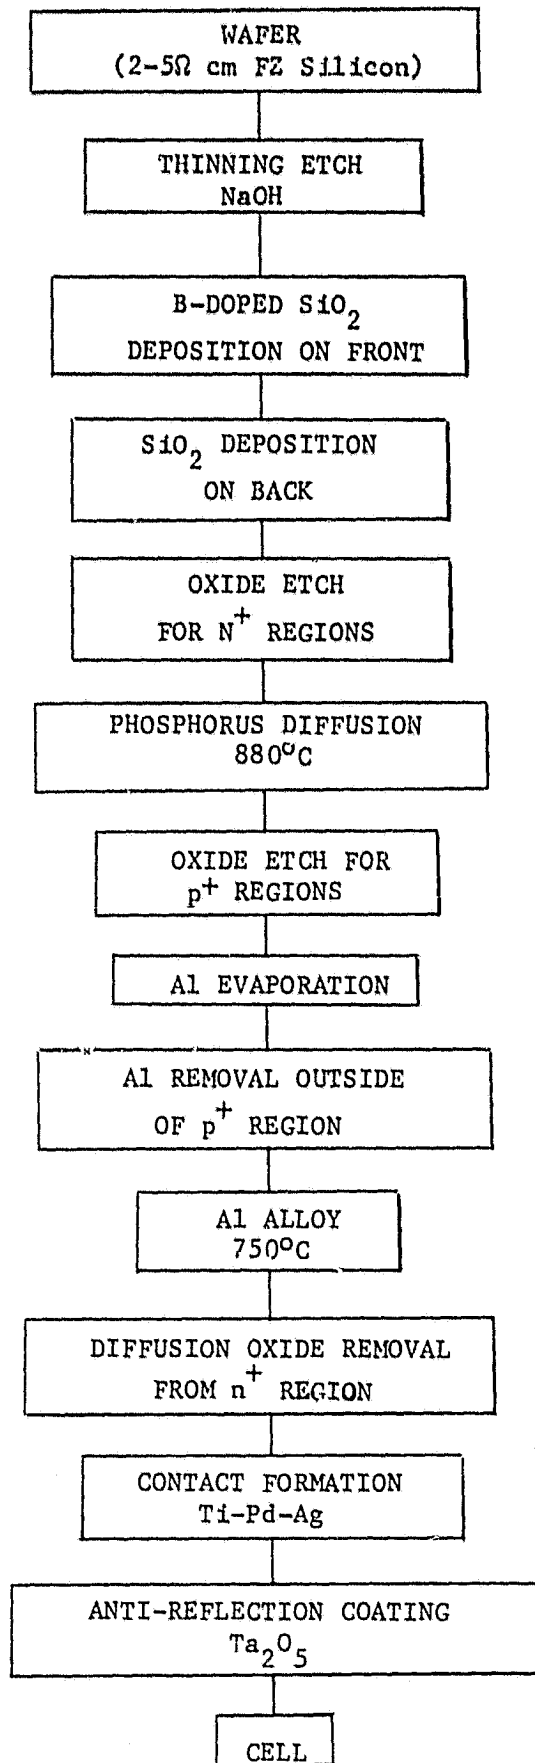 WAFER
(2-5Ω cm FZ Silicon)
THINNING ETCH
NaOH
B-DOPED SiO₂
DEPOSITION ON FRONT
SiO₂ DEPOSITION
ON BACK
OXIDE ETCH
FOR N⁺ REGIONS
PHOSPHORUS DIFFUSION
880°C
OXIDE ETCH FOR
p⁺ REGIONS
Al EVAPORATION
Al REMOVAL OUTSIDE
OF p⁺ REGION
Al ALLOY
750°C
DIFFUSION OXIDE REMOVAL
FROM n⁺ REGION
CONTACT FORMATION
Ti-Pd-Ag
ANTI-REFLECTION COATING
Ta₂O₅
CELL